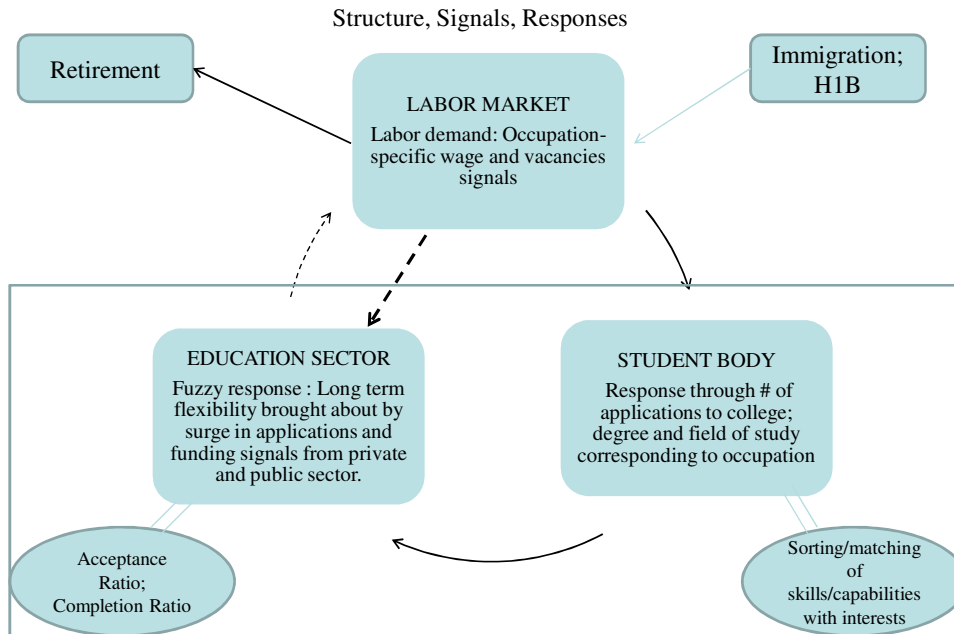 Structure, Signals, Responses
Retirement
Immigration;
H1B
LABOR MARKET
Labor demand: Occupation-
specific wage and vacancies
signals
EDUCATION SECTOR
Fuzzy response : Long term
flexibility brought about by
surge in applications and
funding signals from private
and public sector.
STUDENT BODY
Response through # of
applications to college;
degree and field of study
corresponding to occupation
Acceptance
Ratio;
Completion Ratio
Sorting/matching
of
skills/capabilities
with interests